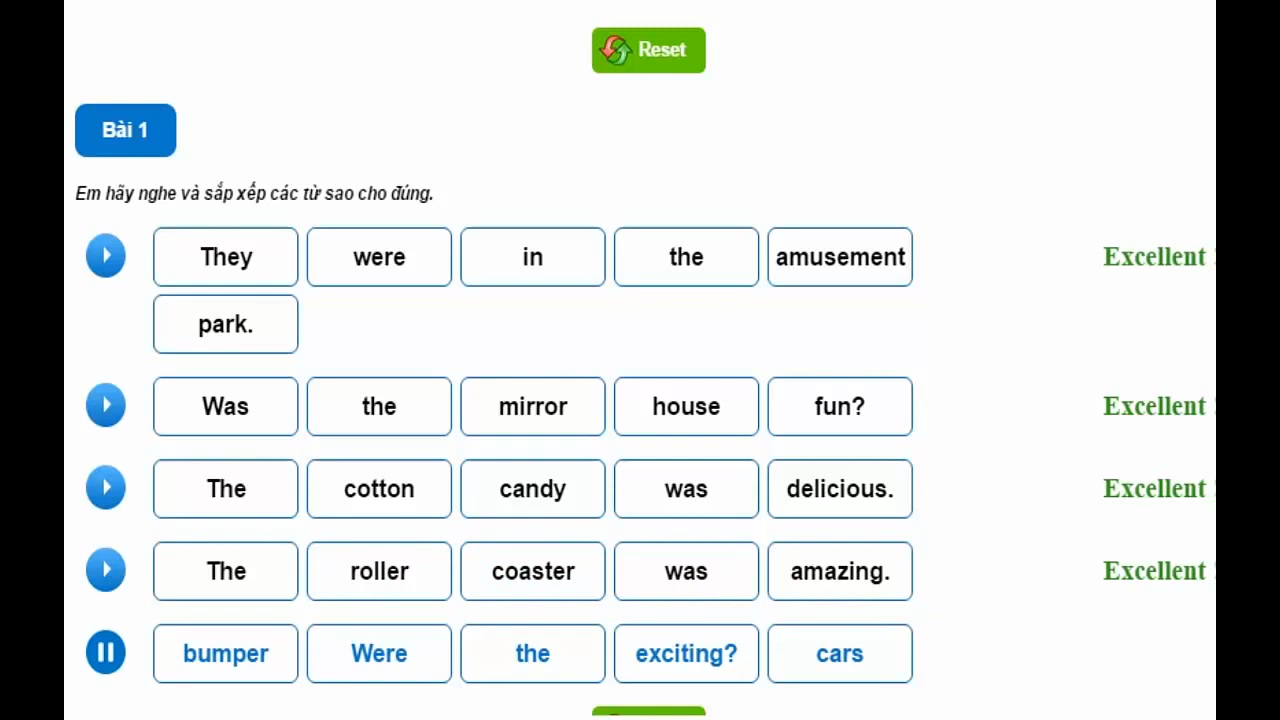 Reset
Bài 1
Em hãy nghe và sắp xếp các từ sao cho đúng.
They were in the amusement Excellent
park.
Was the mirror house fun? Excellent
The cotton candy was delicious. Excellent
The roller coaster was amazing. Excellent
bumper Were the exciting? cars